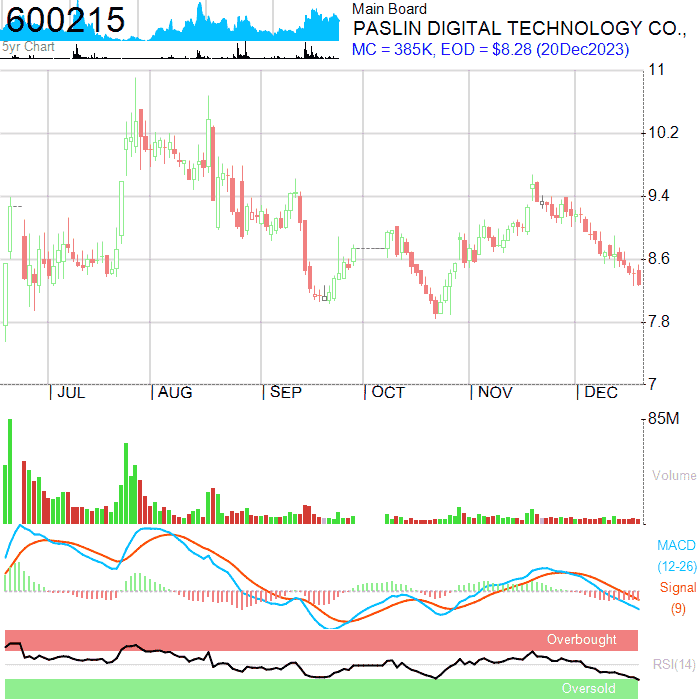 600215
5yr Chart
Main Board
PASLIN DIGITAL TECHNOLOGY CO.,
MC = 385K, EOD = $8.28 (20Dec2023)
11
10.2
9.4
8.6
7.8
7
JUL
AUG
SEP
OCT
NOV
DEC
85M
Volume
MACD
(12-26)
Signal
(9)
Overbought
RSI(14)
Oversold